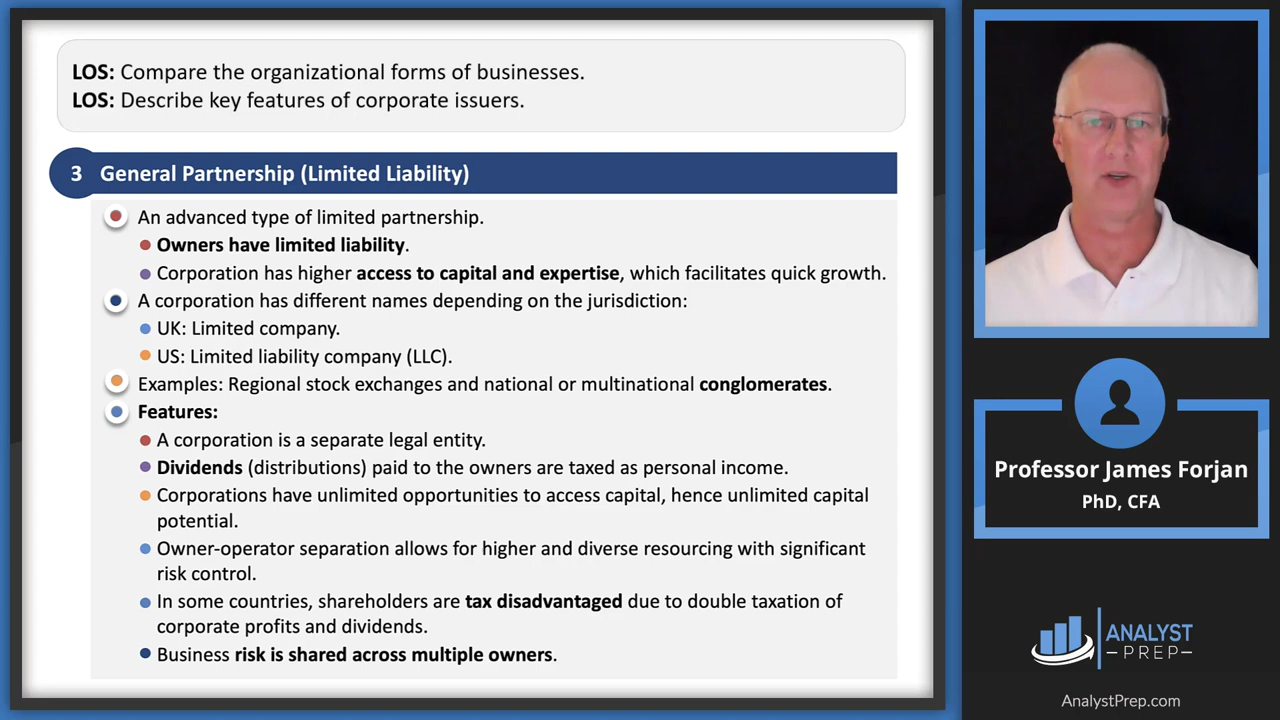 LOS: Compare the organizational forms of businesses.
LOS: Describe key features of corporate issuers.
3 General Partnership (Limited Liability)
An advanced type of limited partnership.
Owners have limited liability.
Corporation has higher access to capital and expertise, which facilitates quick growth.
A corporation has different names depending on the jurisdiction:
UK: Limited company.
US: Limited liability company (LLC).
Examples: Regional stock exchanges and national or multinational conglomerates.
Features:
A corporation is a separate legal entity.
Dividends (distributions) paid to the owners are taxed as personal income.
Corporations have unlimited opportunities to access capital, hence unlimited capital
potential.
Owner-operator separation allows for higher and diverse resourcing with significant
risk control.
In some countries, shareholders are tax disadvantaged due to double taxation of
corporate profits and dividends.
Business risk is shared across multiple owners.
Professor James Forjan
PhD, CFA
ANALYST
PREP
AnalystPrep.com